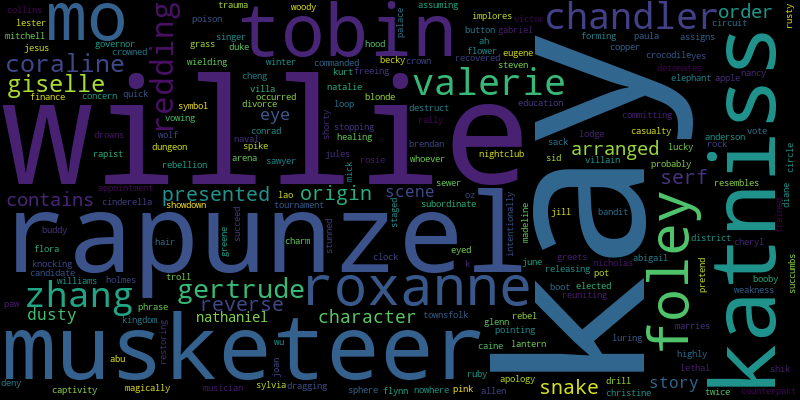 collins
lester
mitchell
jesus
mo
governor
crowned
redding
poison
grass
duke
wielding
trauma
singer
woody
tobin
hood
palace
assuming
implores
button
ah
flower
becky
crown
commanded
recovered
victor
gabriel
eugene
steven
chandler
forming
paula
assigns
copper
crocodile
yes
order
circuit
rusty
coraline
giselle
finance
concern
quick
cheng
villa
winter
kurt
freeing
natalie
valerie
detonates
elephant
apple
nancy
willie
symbol
vowing
divorce
occurred
loop
blonde
destruct
education
committing
casualty
anderson
vote
rock
drowns
wolf
naval
conrad
spike
shorty
stopping
healing
rally
brendan
sack
lodge
lucky
circle
rapist
dungeon
rebellion
arena
sawyer
jules
mick
rosie
whoever
nightclub
sid
villain
arranged
probably
resembles
diane
contains
appointment
cinderella
presented
lao
origin
scene
sewer
subordinate
oz
serf
trained
showdown
tournament
staged
madeline
intentionally
jill
bandit
district
cheryl
kay
katniss
rapunzel
buddy
flora
hair
greene
succeed
charm
stunned
clock
eyed
k
june
greets
nicholas
abigail
knocking
candidate
williams
holmes
troll
roxanne
releasing
pot
foley
pretend
booby
weakness
succumbs
zhang
gertrude
reverse
boot
elected
reuniting
paw
phrase
dusty
nathaniel
character
townsfolk
glenn
rebel
pointing
luring
marries
musketeer
kingdom
abu
restoring
wu
joan
caine
lantern
highly
lethal
shik
deny
captivity
magically
musician
sylvia
dragging
sphere
flynn
nowhere
ruby
pink
allen
apology
snake
drill
christine
story
twice
counterpart
eye